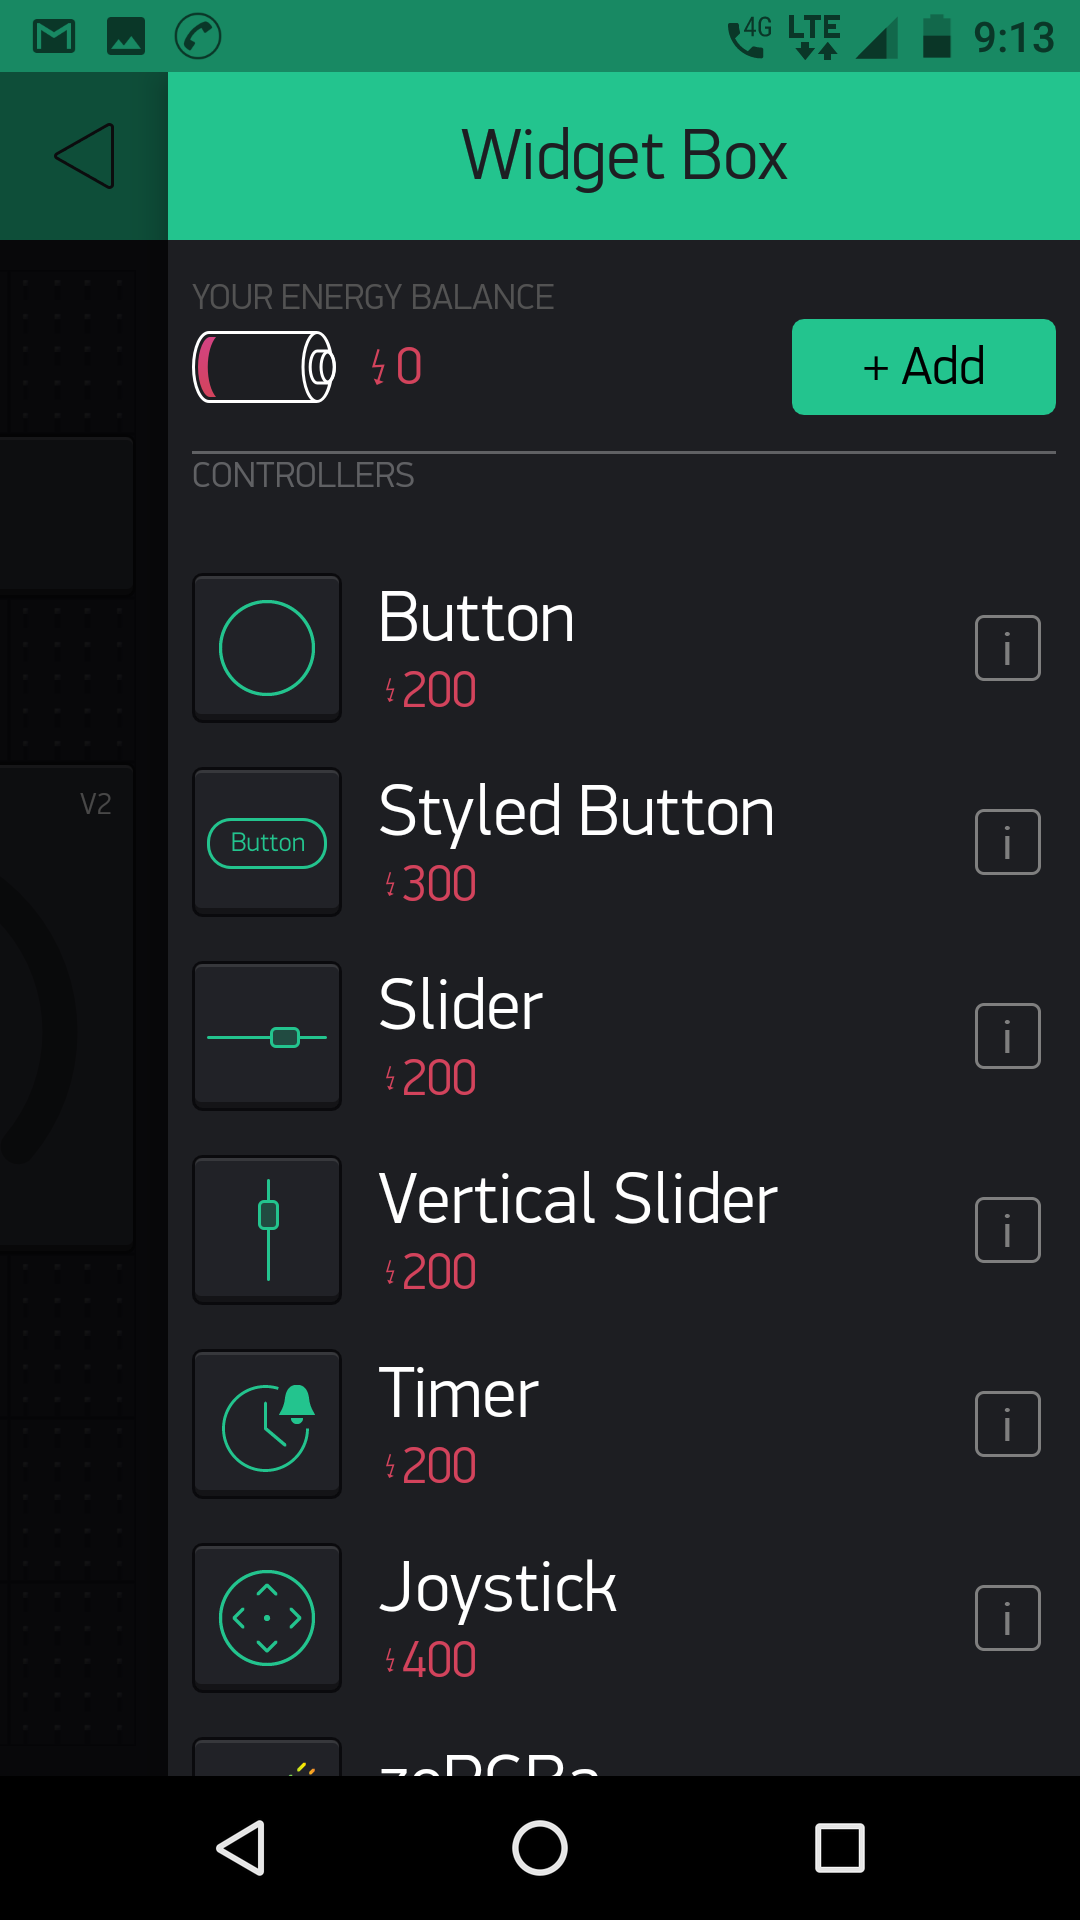 4G LTE 9:13
Widget Box
YOUR ENERGY BALANCE
0
+ Add
CONTROLLERS
Button
200
V2
Styled Button
Button
300
Slider
200
Vertical Slider
200
Timer
200
Joystick
400